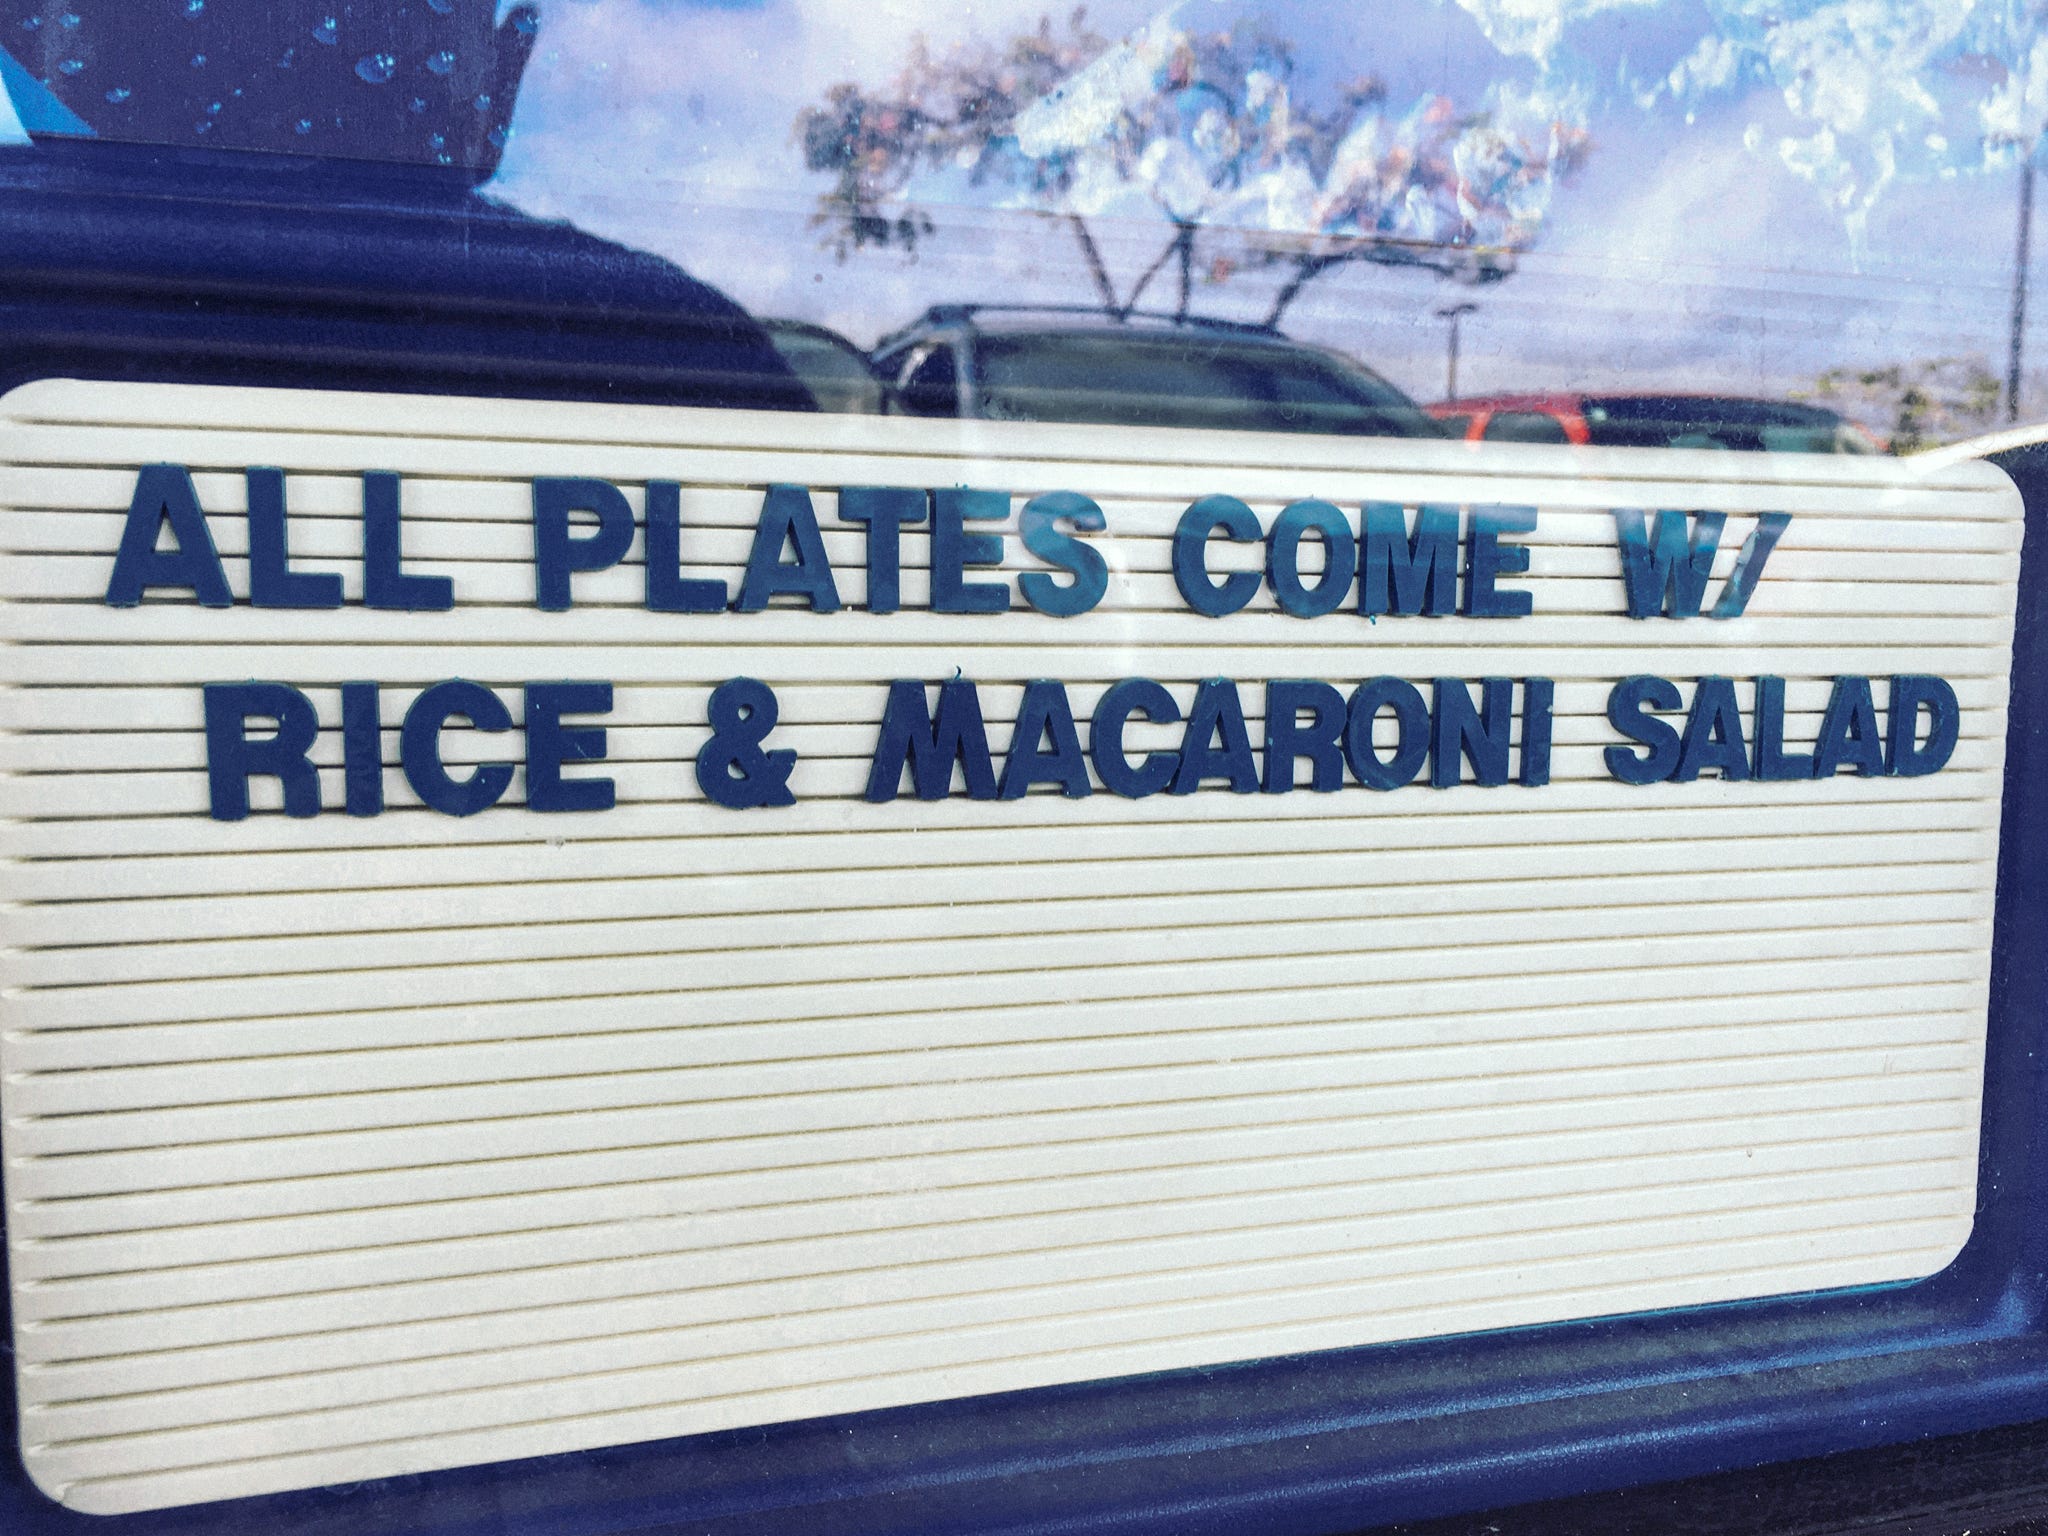 ALL PLATES COME W/
RICE & MACARONI SALAD